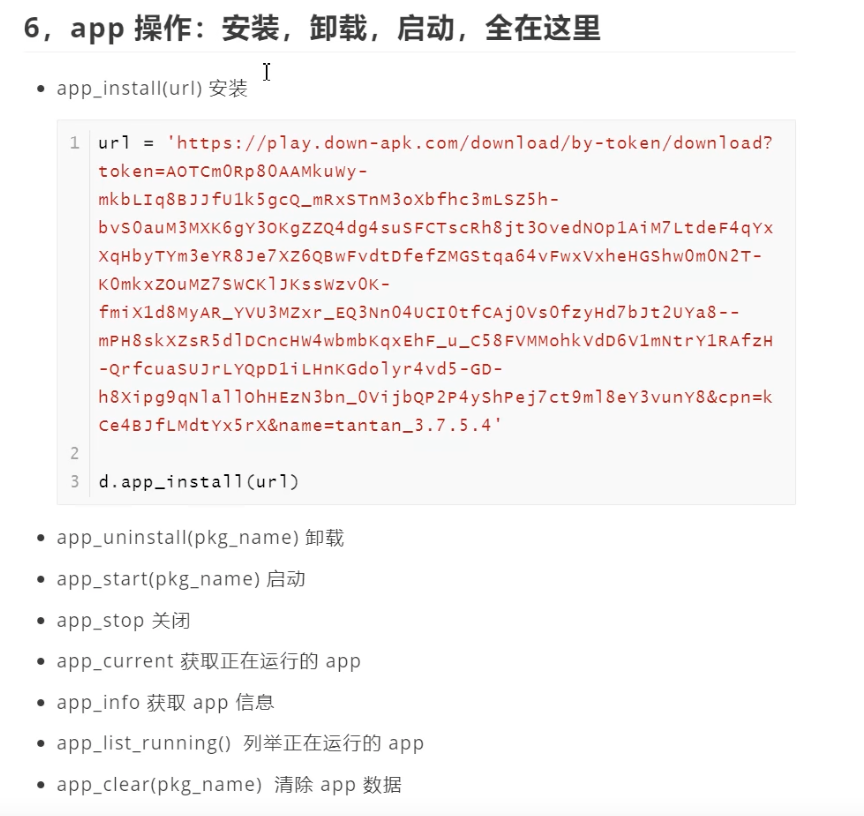 6，app 操作：安装，卸载，启动，全在这里
app_install(url) 安装
1 url = 'https://play.down-apk.com/download/by-token/download?
token=AOTCm0Rp80AAMkuWy-
mkbLIq8BJJfU1k5gcQ_mRxSTnM3oXbfhc3mLSZ5h-
bvS0auM3MXK6gY3OKgZZQ4dg4suSFCTscRh8jt3OvedNOp1AiM7LtdeF4qYx
XqHbyTYm3eYR8Je7XZ6QBwFvdtDfefZMGStqa64vFwxVxheHGShw0m0N2T-
K0mkxZOuMZ7SWCKlJKssWzv0K-
fmiX1d8MyAR_YVU3MZxr_EQ3Nn04UCI0tfCAj0Vs0fzyHd7bJt2UYa8--
mPH8skXZsR5dlDCncHW4wbmbKqxEhF_u_C58FVMMohkVdD6V1mNtrY1RAfzH
-QrfcuaSUJrLYQpD1iLHnKGdolyr4vd5-GD-
h8Xipg9qNlallOhHEzN3bn_0VijbQP2P4yShPej7ct9ml8eY3vunY8&cpn=k
Ce4BJfLMdtYx5rX&name=tantan_3.7.5.4'
2
3 d.app_install(url)
app_uninstall(pkg_name) 卸载
app_start(pkg_name) 启动
app_stop 关闭
app_current 获取正在运行的 app
app_info 获取 app 信息
app_list_running() 列举正在运行的 app
app_clear(pkg_name) 清除 app 数据